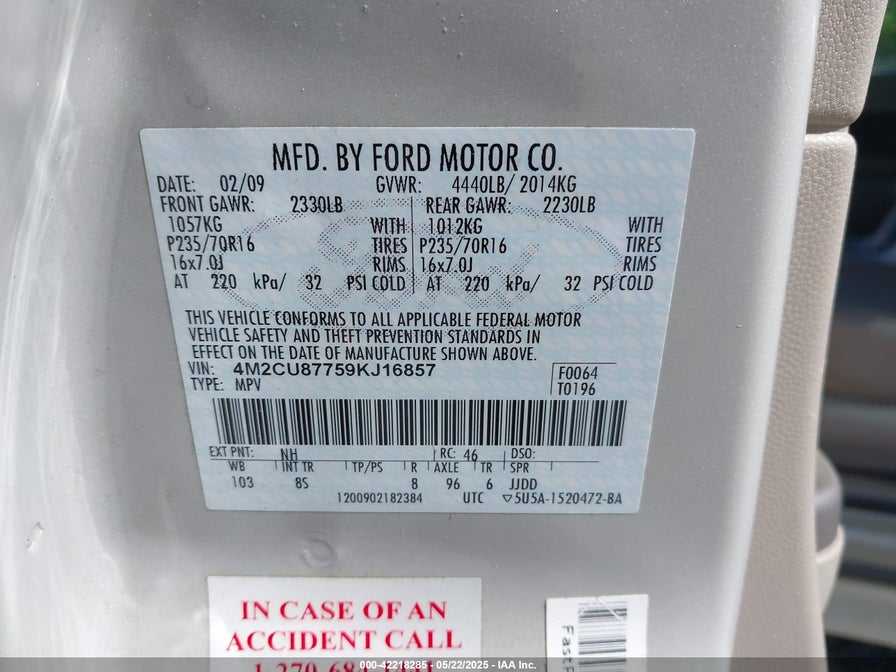 MFD. BY FORD MOTOR CO.
DATE: 02/09 GVWR: 4440LB/ 2014KG
FRONT GAWR: 2330LB REAR GAWR: 2230LB
1057KG WITH 1012KG WITH
P235/70R16 TIRES P235/70R16 TIRES
16x7.0J RIMS 16x7.0J RIMS
AT 220 kPa/ 32 PSI COLD AT 220 kPa/ 32 PSI COLD
THIS VEHICLE CONFORMS TO ALL APPLICABLE FEDERAL MOTOR
VEHICLE SAFETY AND THEFT PREVENTION STANDARDS IN
EFFECT ON THE DATE OF MANUFACTURE SHOWN ABOVE.
VIN: 4M2CU87759KJ16857 F0064
TYPE: MPV T0196
EXT PNT: NH RC: 46 DSO:
WB INT TR TP/PS R AXLE TR SPR
103 8S 8 96 6 JJDD
1200902182384 UTC ▽5U5A-1520472-BA
IN CASE OF AN
ACCIDENT CALL
000-42218285 - 05/22/2025 - IAA Inc.